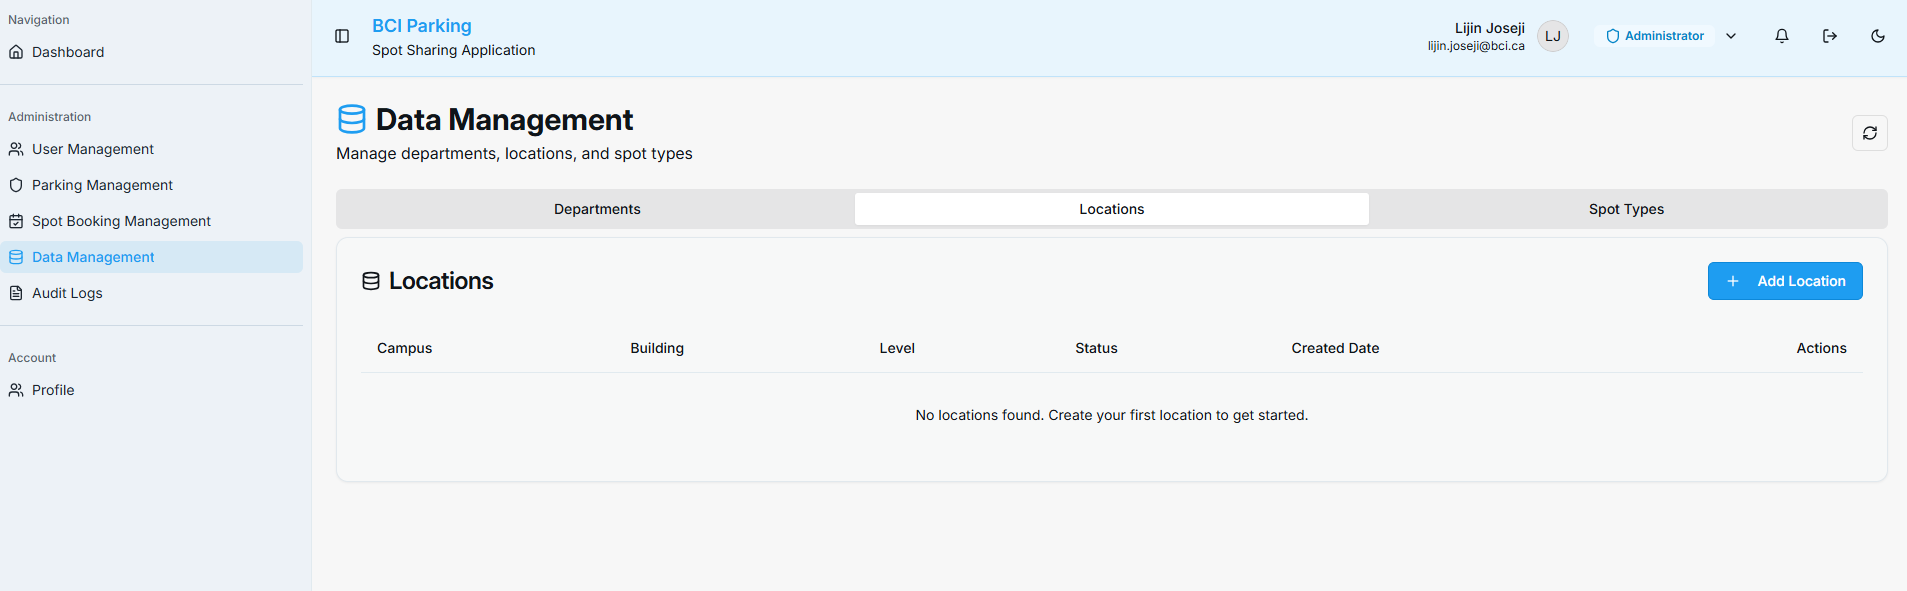 Navigation
Dashboard
Administration
User Management
Parking Management
Spot Booking Management
Data Management
Audit Logs
Account
Profile
BCI Parking
Spot Sharing Application
Lijin Joseji
lijin.joseji@bci.ca
LJ
Administrator
Data Management
Manage departments, locations, and spot types
Departments
Locations
Spot Types
Locations
Add Location
Campus
Building
Level
Status
Created Date
Actions
No locations found. Create your first location to get started.